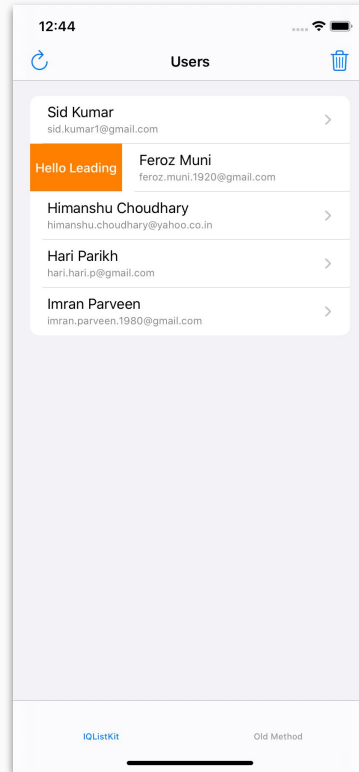 12:44
Users
Sid Kumar
sid.kumar1@gmail.com
Hello Leading
Feroz Muni
feroz.muni.1920@gmail.com
Himanshu Choudhary
himanshu.choudhary@yahoo.co.in
Hari Parikh
hari.hari.p@gmail.com
Imran Parveen
imran.parveen.1980@gmail.com
IQListKit
Old Method